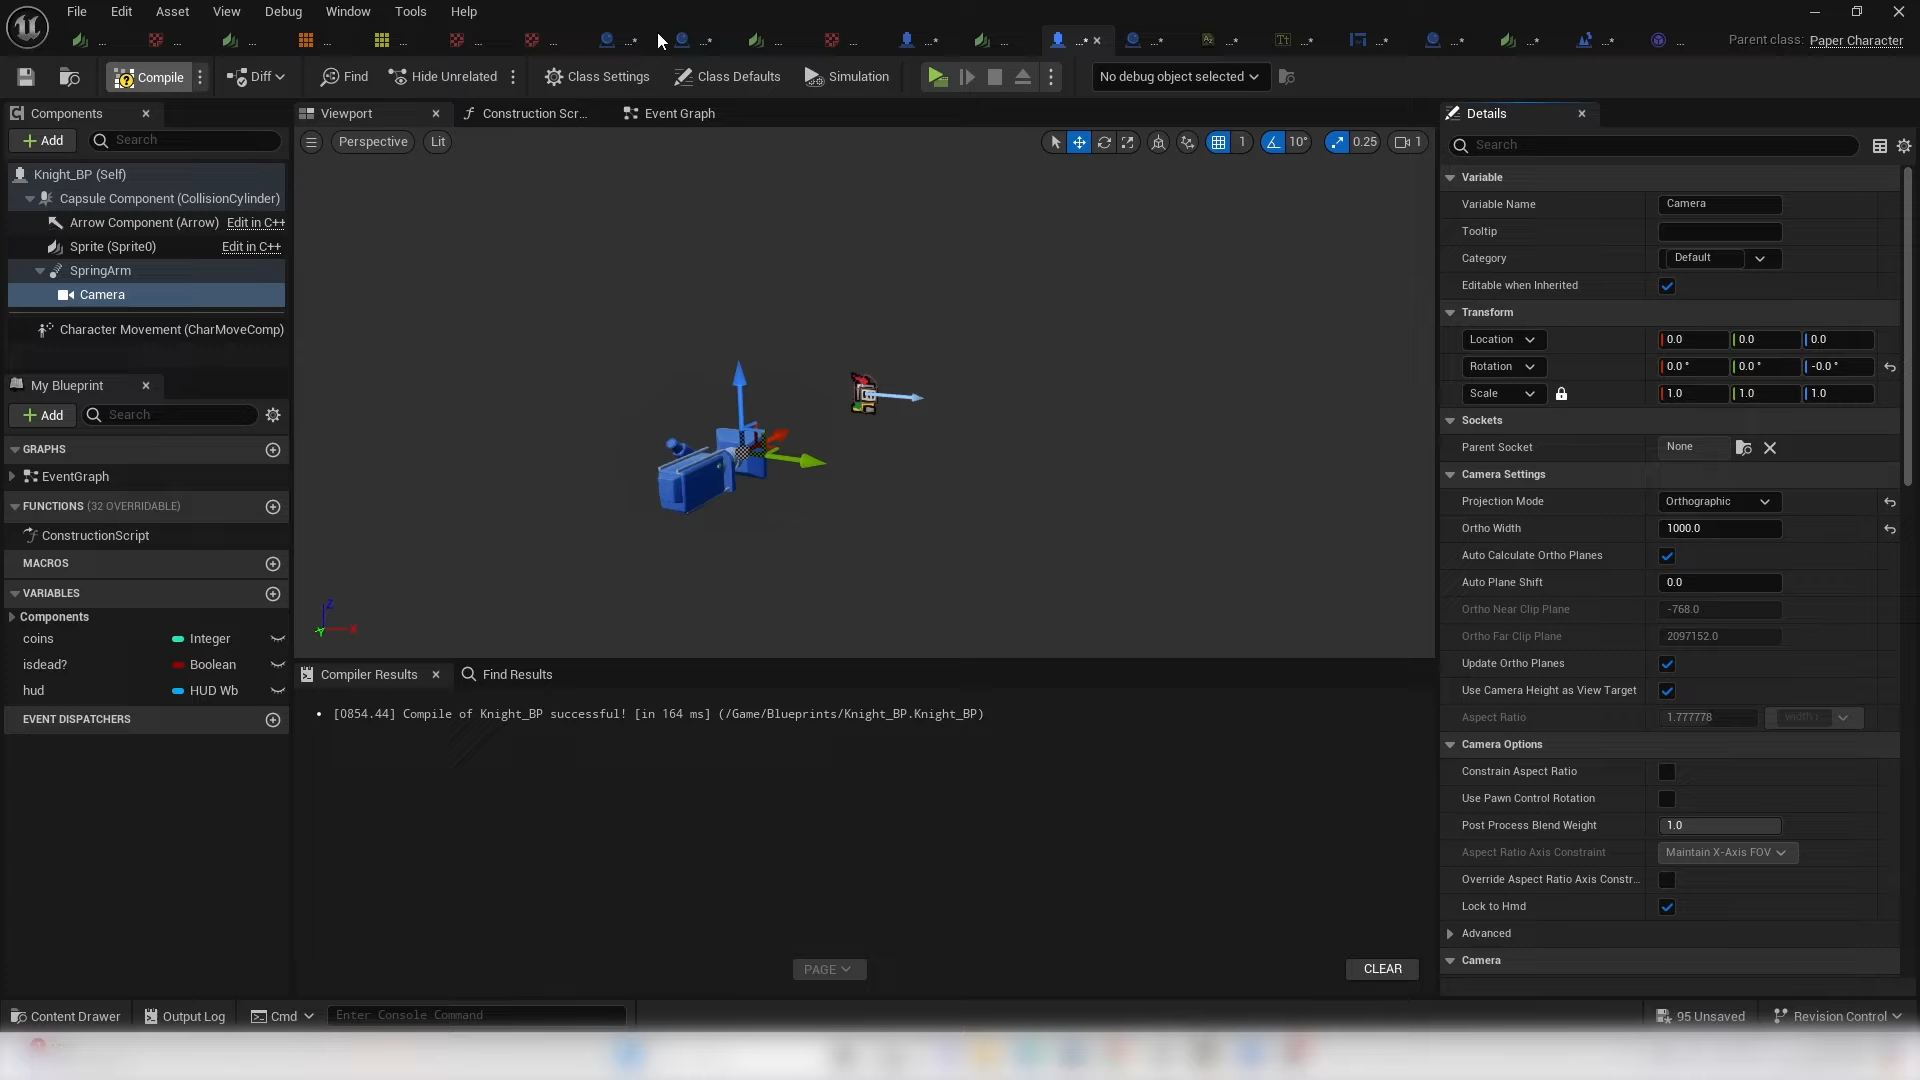 File Edit Asset View Debug Window Tools Help
... ... ... ... ... ... ... ...* ...* ... ... ...* ... ...* ...* ...* ...* ...* ...* ...* ...* ... Parent class: Paper Character
Compile Diff Find Hide Unrelated Class Settings Class Defaults Simulation No debug object selected
Components
Viewport Construction Scr... Event Graph
Details
Add Search
Perspective Lit 1 10° 0.25 1
Search
Knight_BP (Self)
Capsule Component (CollisionCylinder)
Arrow Component (Arrow) Edit in C++
Sprite (Sprite0) Edit in C++
SpringArm
Camera
Character Movement (CharMoveComp)
My Blueprint
Add Search
GRAPHS
EventGraph
FUNCTIONS (32 OVERRIDABLE)
ConstructionScript
MACROS
VARIABLES
Components
coins Integer
isdead? Boolean
hud HUD Wb
EVENT DISPATCHERS
Z
Y X
Compiler Results Find Results
[0854.44] Compile of Knight_BP successful! [in 164 ms] (/Game/Blueprints/Knight_BP.Knight_BP)
PAGE CLEAR
Variable
Variable Name Camera
Tooltip
Category Default
Editable when Inherited
Transform
Location 0.0 0.0 0.0
Rotation 0.0 ° 0.0 ° -0.0 °
Scale 1.0 1.0 1.0
Sockets
Parent Socket None
Camera Settings
Projection Mode Orthographic
Ortho Width 1000.0
Auto Calculate Ortho Planes
Auto Plane Shift 0.0
Ortho Near Clip Plane -768.0
Ortho Far Clip Plane 2097152.0
Update Ortho Planes
Use Camera Height as View Target
Aspect Ratio 1.777778
Camera Options
Constrain Aspect Ratio
Use Pawn Control Rotation
Post Process Blend Weight 1.0
Aspect Ratio Axis Constraint Maintain X-Axis FOV
Override Aspect Ratio Axis Constr...
Lock to Hmd
Advanced
Camera
Content Drawer Output Log Cmd Enter Console Command 95 Unsaved Revision Control